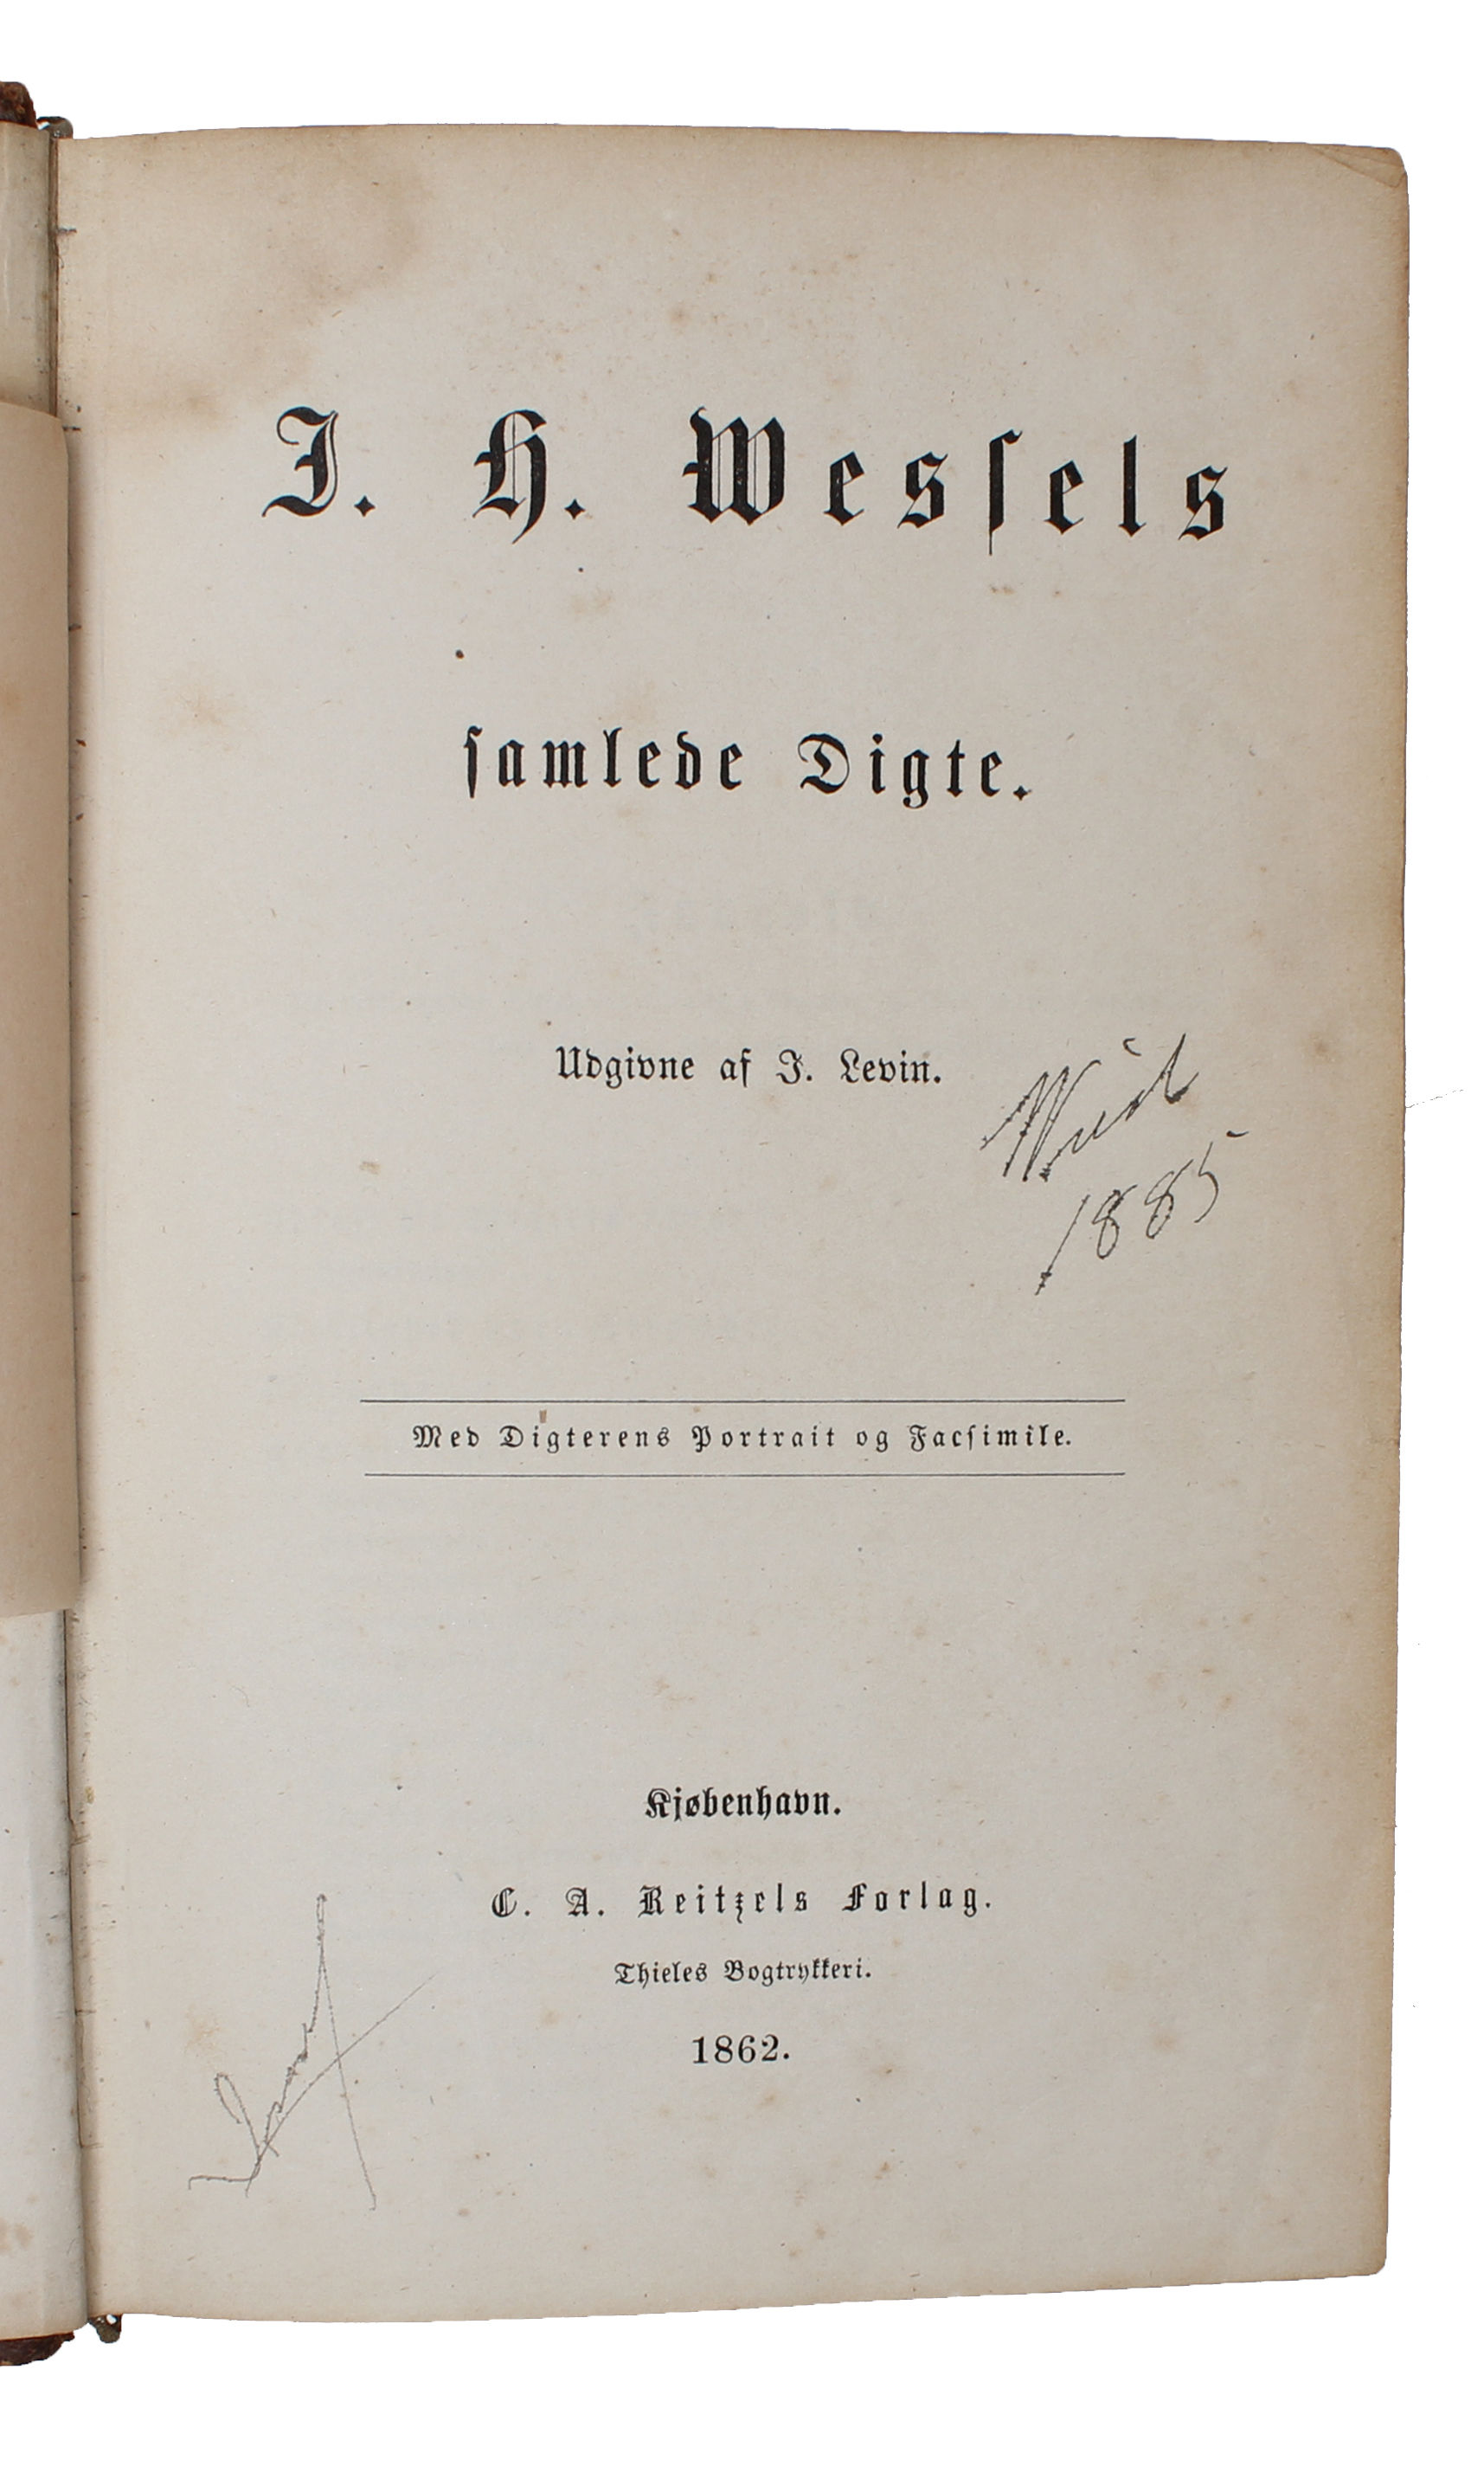 J. H. Wesſels
ſamlede Digte.
Udgivne af J. Levin.
1885
Med Digterens Portrait og Facſimile.
Kjøbenhavn.
C. A. Reitzels Forlag.
Thieles Bogtrykkeri.
1862.